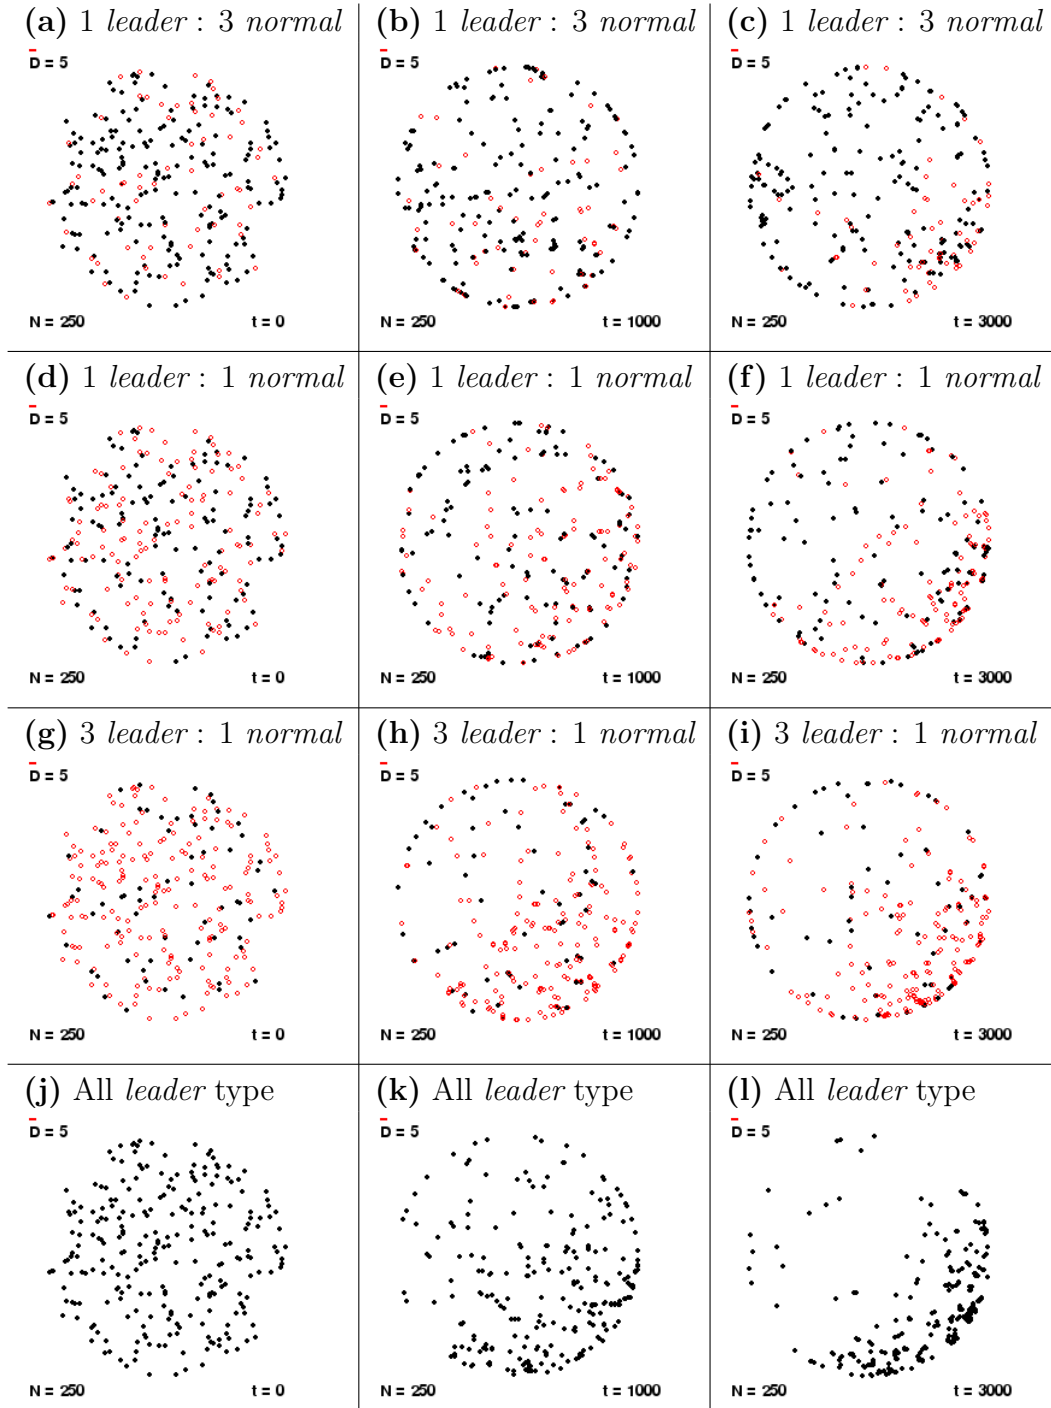 (a) 1 leader : 3 normal
D = 5
N = 250 t = 0
(b) 1 leader : 3 normal
D = 5
N = 250 t = 1000
(c) 1 leader : 3 normal
D = 5
N = 250 t = 3000
(d) 1 leader : 1 normal
D = 5
N = 250 t = 0
(e) 1 leader : 1 normal
D = 5
N = 250 t = 1000
(f) 1 leader : 1 normal
D = 5
N = 250 t = 3000
(g) 3 leader : 1 normal
D = 5
N = 250 t = 0
(h) 3 leader : 1 normal
D = 5
N = 250 t = 1000
(i) 3 leader : 1 normal
D = 5
N = 250 t = 3000
(j) All leader type
D = 5
N = 250 t = 0
(k) All leader type
D = 5
N = 250 t = 1000
(l) All leader type
D = 5
N = 250 t = 3000